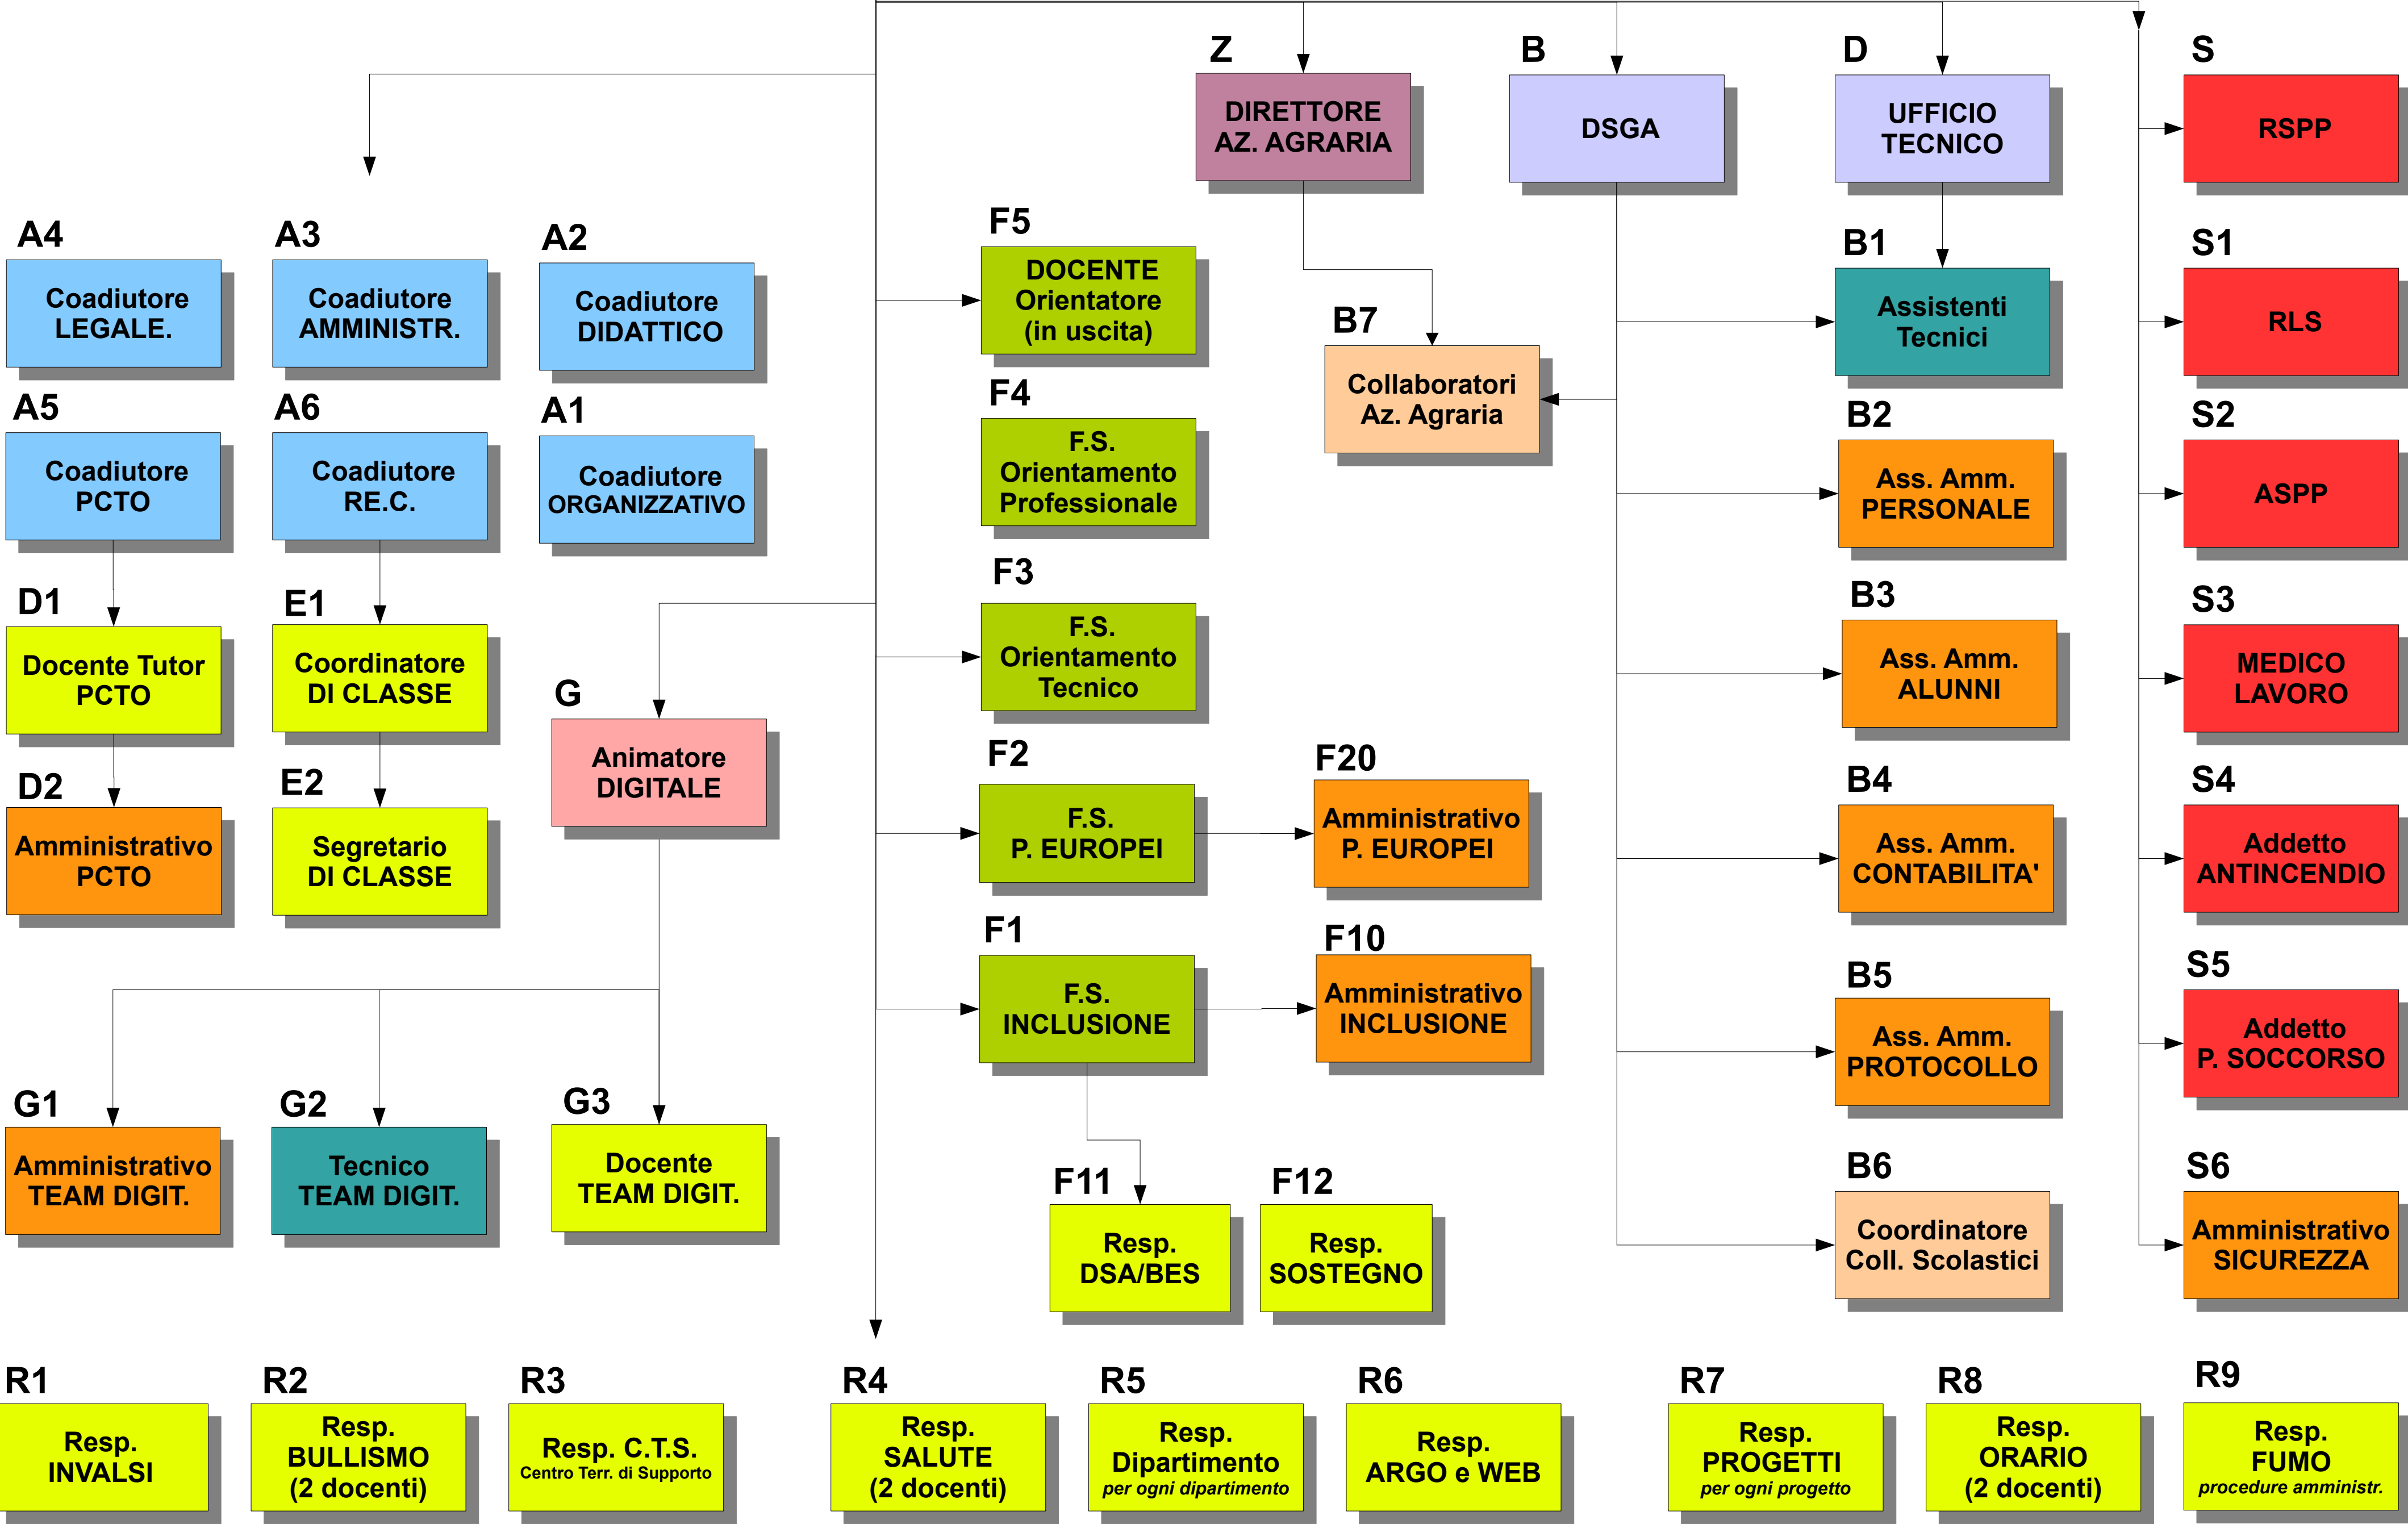 Z
DIRETTORE
AZ. AGRARIA
B
DSGA
D
UFFICIO
TECNICO
S
RSPP
A4
Coadiutore
LEGALE.
A3
Coadiutore
AMMINISTR.
A2
Coadiutore
DIDATTICO
F5
DOCENTE
Orientatore
(in uscita)
B7
Collaboratori
Az. Agraria
B1
Assistenti
Tecnici
S1
RLS
A5
Coadiutore
PCTO
A6
Coadiutore
RE.C.
A1
Coadiutore
ORGANIZZATIVO
F4
F.S.
Orientamento
Professionale
B2
Ass. Amm.
PERSONALE
S2
ASPP
D1
Docente Tutor
PCTO
E1
Coordinatore
DI CLASSE
G
Animatore
DIGITALE
F3
F.S.
Orientamento
Tecnico
B3
Ass. Amm.
ALUNNI
S3
MEDICO
LAVORO
D2
Amministrativo
PCTO
E2
Segretario
DI CLASSE
F2
F.S.
P. EUROPEI
F20
Amministrativo
P. EUROPEI
B4
Ass. Amm.
CONTABILITA'
S4
Addetto
ANTINCENDIO
F1
F.S.
INCLUSIONE
F10
Amministrativo
INCLUSIONE
B5
Ass. Amm.
PROTOCOLLO
S5
Addetto
P. SOCCORSO
G1
Amministrativo
TEAM DIGIT.
G2
Tecnico
TEAM DIGIT.
G3
Docente
TEAM DIGIT.
F11
Resp.
DSA/BES
F12
Resp.
SOSTEGNO
B6
Coordinatore
Coll. Scolastici
S6
Amministrativo
SICUREZZA
R1
Resp.
INVALSI
R2
Resp.
BULLISMO
(2 docenti)
R3
Resp. C.T.S.
Centro Terr. di Supporto
R4
Resp.
SALUTE
(2 docenti)
R5
Resp.
Dipartimento
per ogni dipartimento
R6
Resp.
ARGO e WEB
R7
Resp.
PROGETTI
per ogni progetto
R8
Resp.
ORARIO
(2 docenti)
R9
Resp.
FUMO
procedure amministr.